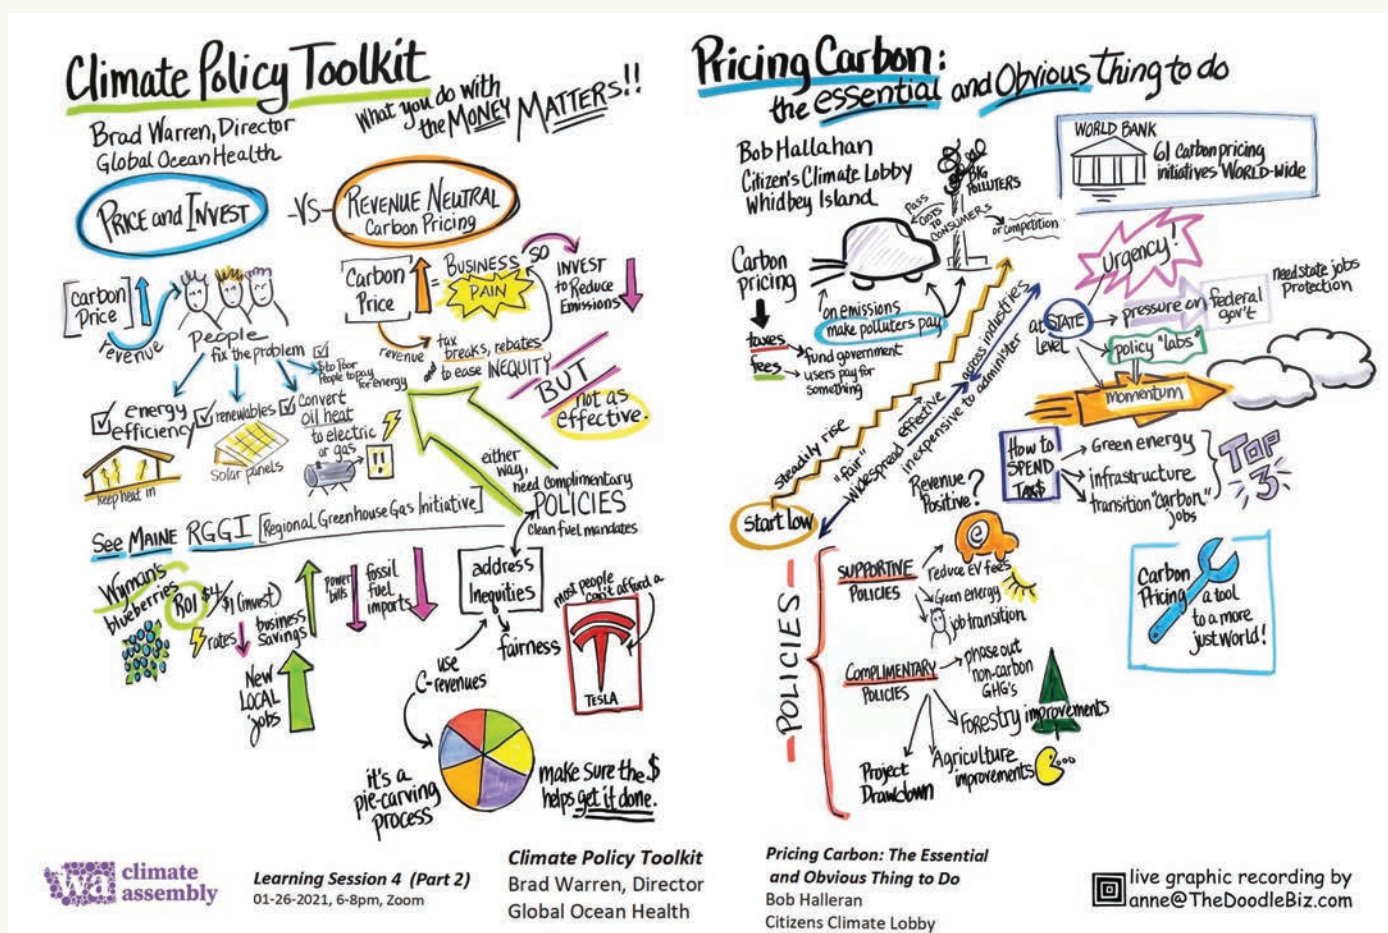 Climate Policy Toolkit
What you do with
the MONEY MATTERS!!
Brad Warren, Director
Global Ocean Health
PRICE and INVEST
-VS-
REVENUE NEUTRAL
Carbon Pricing
[Carbon
Price]
revenue
People
fix the problem
$ to Poor
People to pay
for energy
energy
efficiency
renewables
Convert
oil heat
to electric
or gas
keep heat in
Solar panels
[Carbon
Price]
=
BUSINESS
PAIN
SO
INVEST
to Reduce
Emissions
revenue
tax
breaks, rebates
and to ease INEQUITY
BUT
not as
effective.
either
way,
need complimentary
POLICIES
clean fuel mandates
See MAINE RGGI [Regional Greenhouse Gas Initiative]
Wyman's
blueberries
ROI $4/
$1 (invest)
rates
business
Savings
power
bills
fossil
fuel
imports
New
LOCAL
jobs
address
Inequities
fairness
most people
can't afford a
TESLA
use
C-revenues
it's a
pie-carving
process
make sure the $
helps get it done.
Pricing Carbon:
the essential and Obvious thing to do
Bob Hallahan
Citizen's Climate Lobby
Whidbey Island
BIG
POLLUTERS
Pass
Costs
TO
CONSUMERS
or competition
WORLD BANK
61 Carbon pricing
initiatives WORLD-WIDE
Carbon
pricing
taxes
fees
on emissions
make polluters pay
fund government
users pay for
something
Start low
steadily rise
"fair"
widespread effective across industries
inexpensive to administer
Urgency!
at STATE
LEVEL
pressure on federal
gov't
need state jobs
Protection
policy "labs"
momentum
How to
SPEND
TAX$
Green energy
infrastructure
transition "carbon"
jobs
TOP
3
Revenue
Positive?
e
- POLICIES -
SUPPORTIVE
POLICIES
reduce EV fees
Green energy
job transition
COMPLIMENTARY
POLICIES
phase out
non-carbon
GHG's
Forestry improvements
Agriculture
improvements
Project
Drawdown
Carbon
Pricing
a tool
to a more
just world!
wa climate
assembly
Learning Session 4 (Part 2)
01-26-2021, 6-8pm, Zoom
Climate Policy Toolkit
Brad Warren, Director
Global Ocean Health
Pricing Carbon: The Essential
and Obvious Thing to Do
Bob Halleran
Citizens Climate Lobby
live graphic recording by
anne@TheDoodleBiz.com